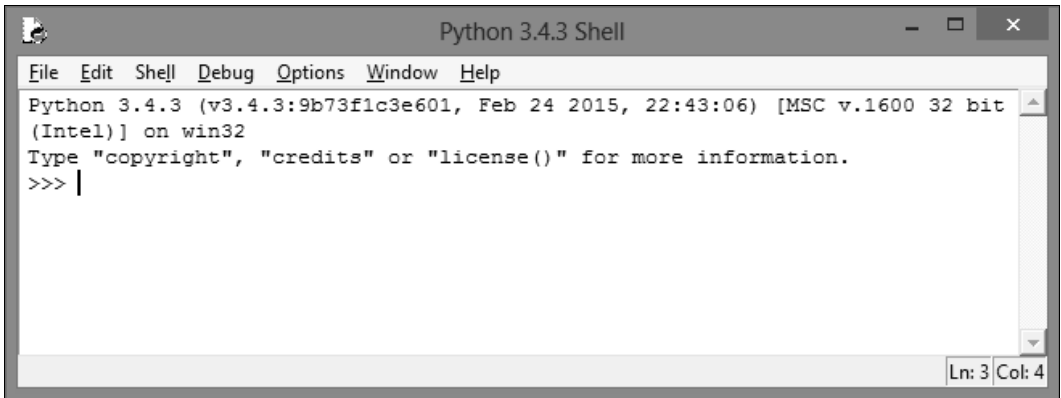 Python 3.4.3 Shell
File Edit Shell Debug Options Window Help
Python 3.4.3 (v3.4.3:9b73f1c3e601, Feb 24 2015, 22:43:06) [MSC v.1600 32 bit
(Intel)] on win32
Type "copyright", "credits" or "license()" for more information.
>>>
Ln: 3 Col: 4